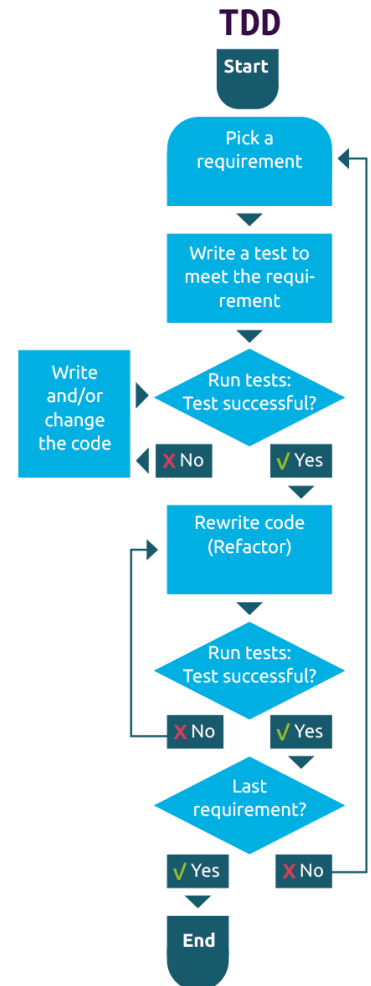 TDD
Start
Pick a
requirement
Write a test to
meet the requi-
rement
Write
and/or
change
the code
Run tests:
Test successful?
X No
√ Yes
Rewrite code
(Refactor)
Run tests:
Test successful?
X No
√ Yes
Last
requirement?
√ Yes
X No
End